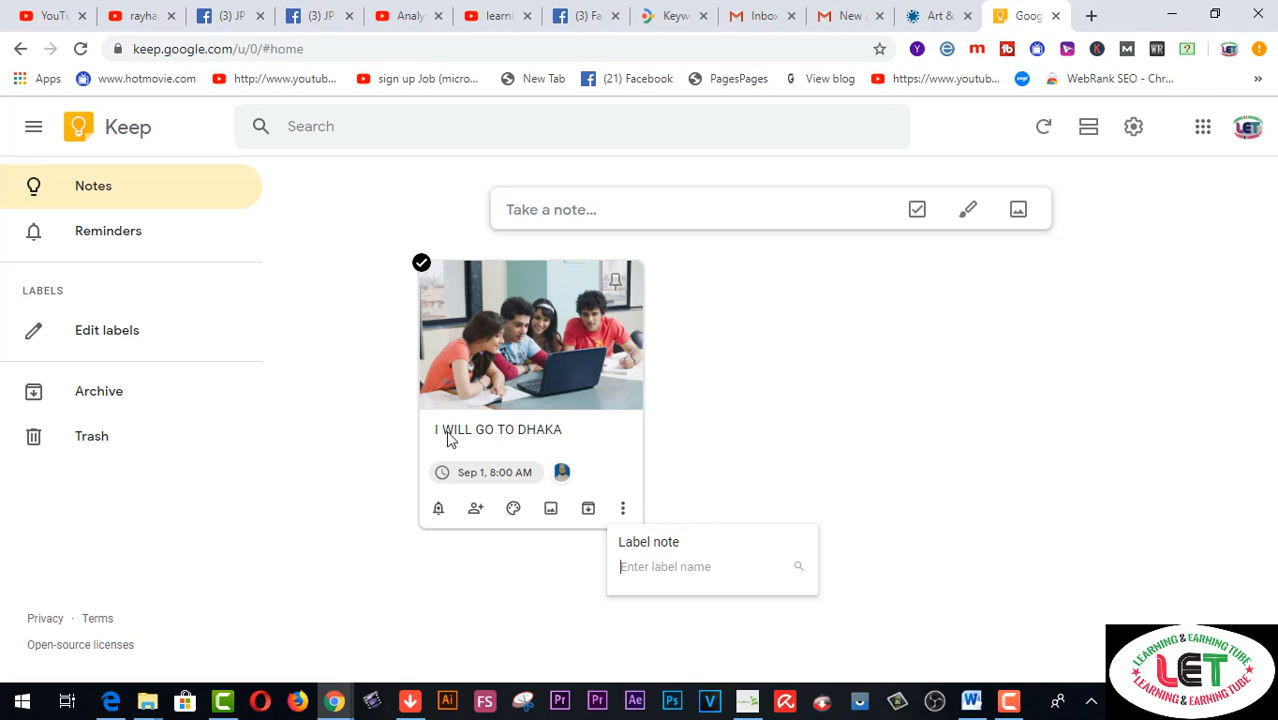 YouTu
rayha
(3) JP
(3) JP
Analy
learni
(3) Fa
Keyw
Inbox
New
Art &
Goog
keep.google.com/u/0/#home
Apps
www.hotmovie.com
http://www.youtub...
sign up Job (micro...
New Tab
(21) Facebook
PagesPages
View blog
https://www.youtub...
WebRank SEO - Chr...
Keep
Search
Notes
Take a note...
Reminders
LABELS
Edit labels
Archive
Trash
I WILL GO TO DHAKA
Sep 1, 8:00 AM
Label note
Enter label name
Privacy · Terms
Open-source licenses
LEARNING & EARNING TUBE
LET
LEARNING & EARNING TUBE